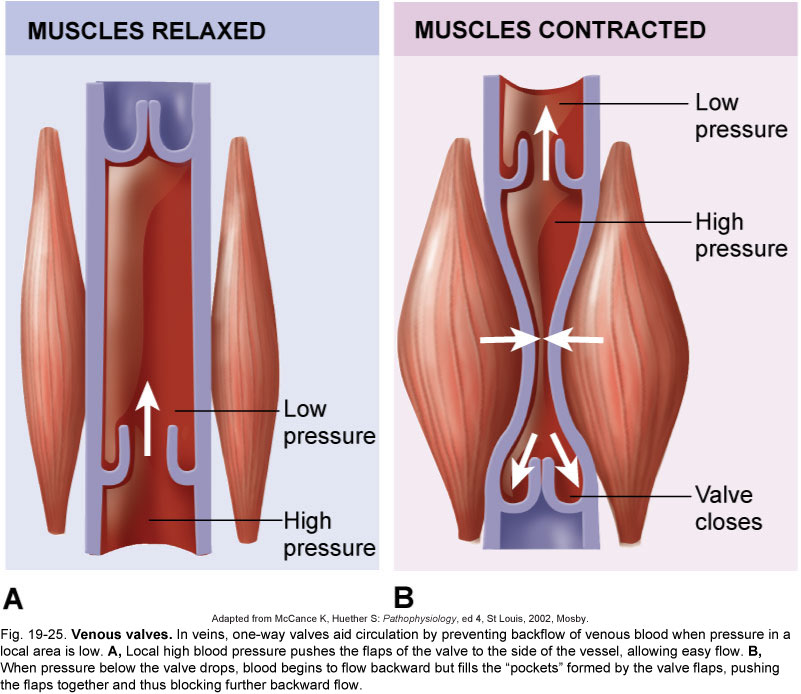 MUSCLES RELAXED
Low
pressure
High
pressure
A
MUSCLES CONTRACTED
Low
pressure
High
pressure
Valve
closes
B
Adapted from McCance K, Huether S: Pathophysiology, ed 4, St Louis, 2002, Mosby.
Fig. 19-25. Venous valves. In veins, one-way valves aid circulation by preventing backflow of venous blood when pressure in a
local area is low. A, Local high blood pressure pushes the flaps of the valve to the side of the vessel, allowing easy flow. B,
When pressure below the valve drops, blood begins to flow backward but fills the “pockets” formed by the valve flaps, pushing
the flaps together and thus blocking further backward flow.